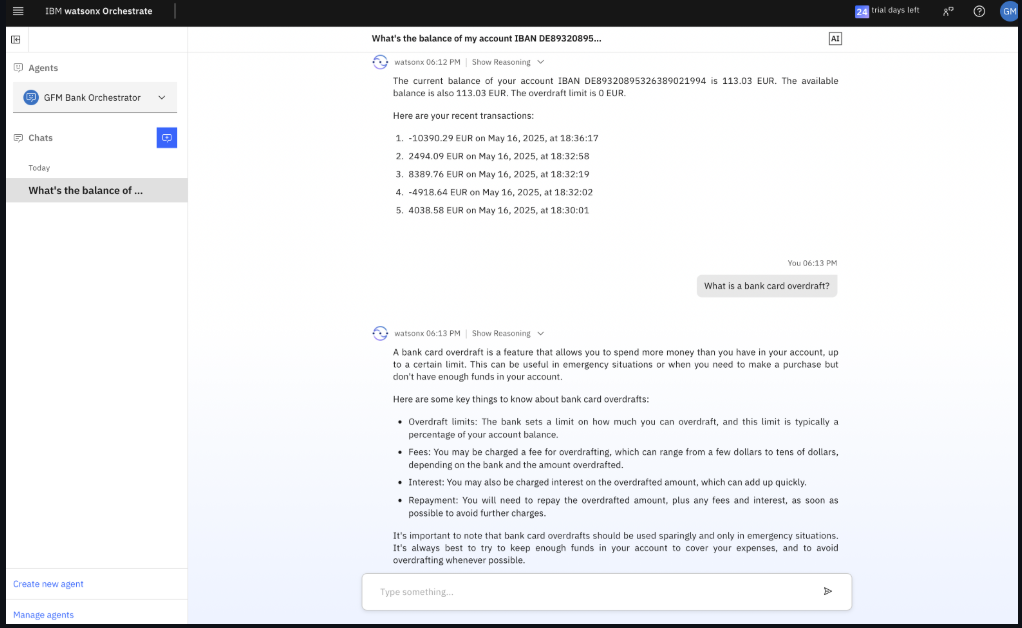 IBM watsonx Orchestrate
24 trial days left
GM
What's the balance of my account IBAN DE89320895...
AI
Agents
GFM Bank Orchestrator
Chats
Today
What's the balance of ...
watsonx 06:12 PM | Show Reasoning
The current balance of your account IBAN DE89320895326389021994 is 113.03 EUR. The available
balance is also 113.03 EUR. The overdraft limit is 0 EUR.
Here are your recent transactions:
1. -10390.29 EUR on May 16, 2025, at 18:36:17
2. 2494.09 EUR on May 16, 2025, at 18:32:58
3. 8389.76 EUR on May 16, 2025, at 18:32:19
4. -4918.64 EUR on May 16, 2025, at 18:32:02
5. 4038.58 EUR on May 16, 2025, at 18:30:01
You 06:13 PM
What is a bank card overdraft?
watsonx 06:13 PM | Show Reasoning
A bank card overdraft is a feature that allows you to spend more money than you have in your account, up
to a certain limit. This can be useful in emergency situations or when you need to make a purchase but
don't have enough funds in your account.
Here are some key things to know about bank card overdrafts:
• Overdraft limits: The bank sets a limit on how much you can overdraft, and this limit is typically a
percentage of your account balance.
• Fees: You may be charged a fee for overdrafting, which can range from a few dollars to tens of dollars,
depending on the bank and the amount overdrafted.
• Interest: You may also be charged interest on the overdrafted amount, which can add up quickly.
• Repayment: You will need to repay the overdrafted amount, plus any fees and interest, as soon as
possible to avoid further charges.
It's important to note that bank card overdrafts should be used sparingly and only in emergency situations.
It's always best to try to keep enough funds in your account to cover your expenses, and to avoid
overdrafting whenever possible.
Type something...
Create new agent
Manage agents